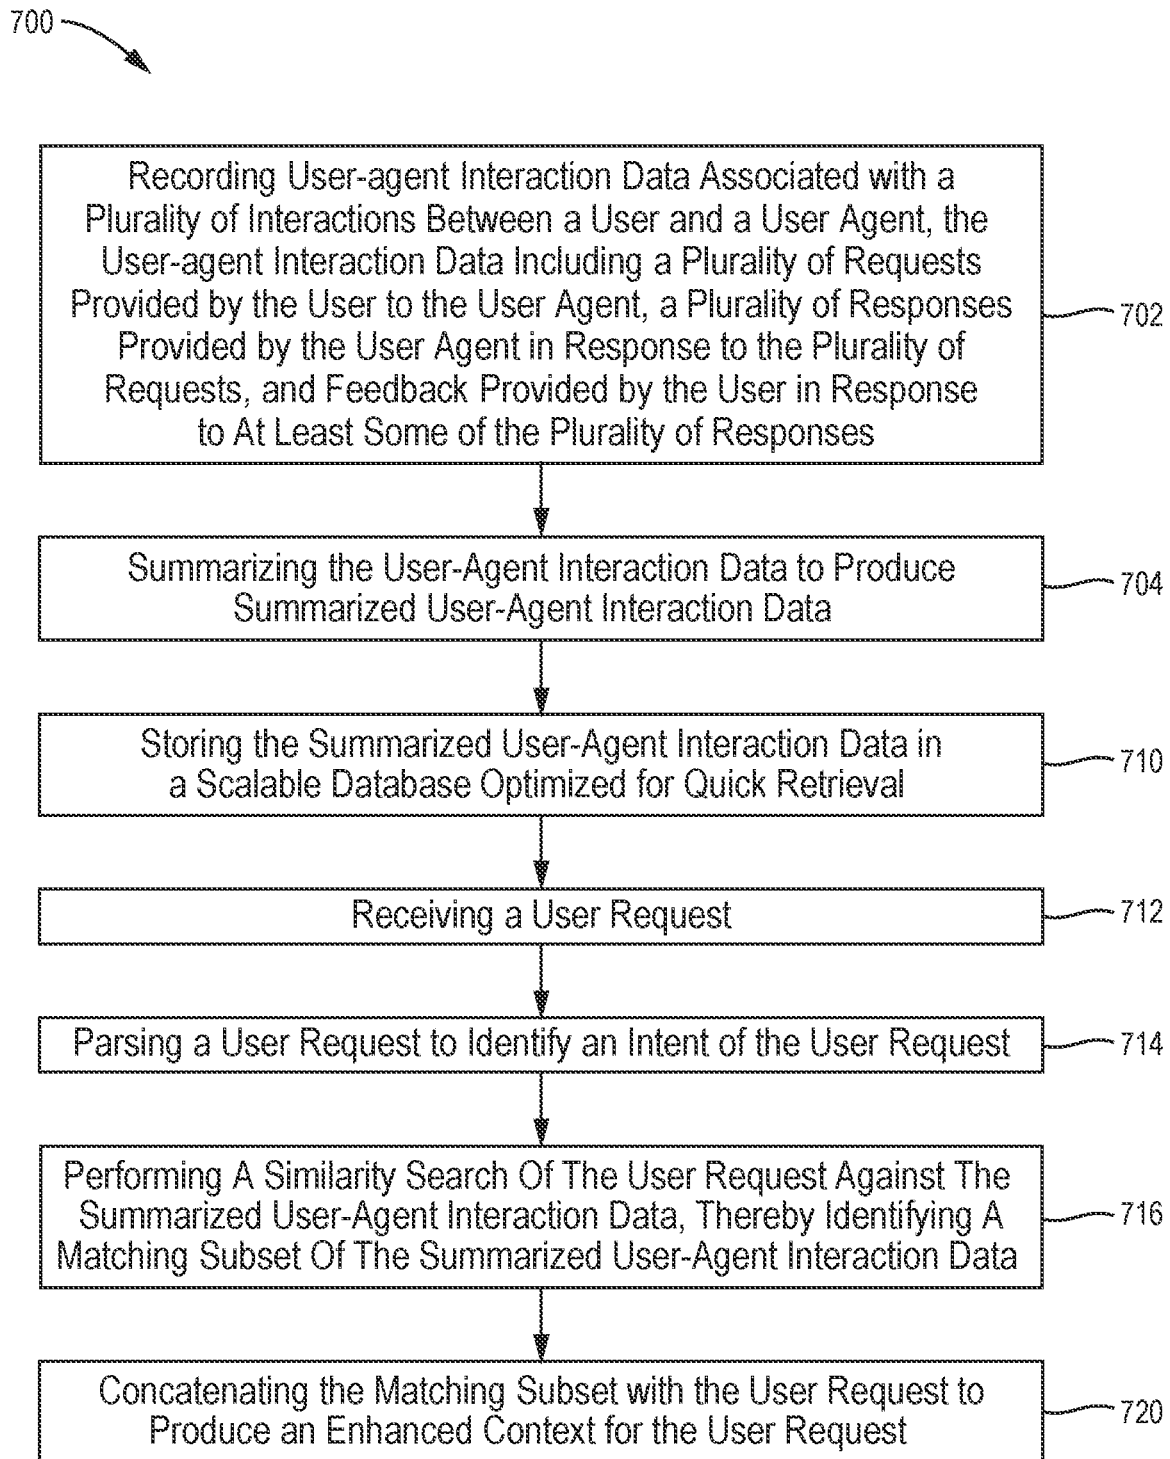 700
Recording User-agent Interaction Data Associated with a
Plurality of Interactions Between a User and a User Agent, the
User-agent Interaction Data Including a Plurality of Requests
Provided by the User to the User Agent, a Plurality of Responses
Provided by the User Agent in Response to the Plurality of
Requests, and Feedback Provided by the User in Response
to At Least Some of the Plurality of Responses
702
Summarizing the User-Agent Interaction Data to Produce
Summarized User-Agent Interaction Data
704
Storing the Summarized User-Agent Interaction Data in
a Scalable Database Optimized for Quick Retrieval
710
Receiving a User Request
712
Parsing a User Request to Identify an Intent of the User Request
714
Performing A Similarity Search Of The User Request Against The
Summarized User-Agent Interaction Data, Thereby Identifying A
Matching Subset Of The Summarized User-Agent Interaction Data
716
Concatenating the Matching Subset with the User Request to
Produce an Enhanced Context for the User Request
720